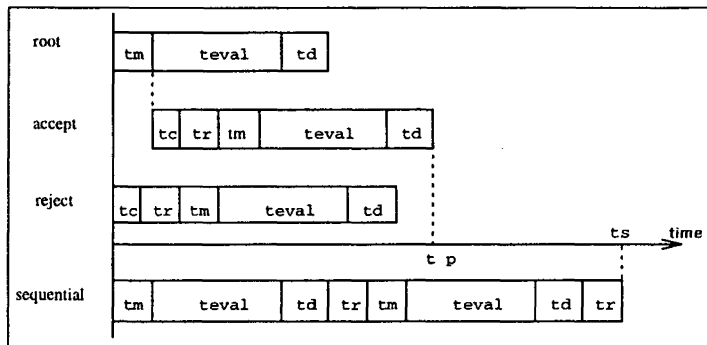 root tm teval td
accept tc tr tm teval td
reject tc tr tm teval td
ts time
t p
sequential tm teval td tr tm teval td tr